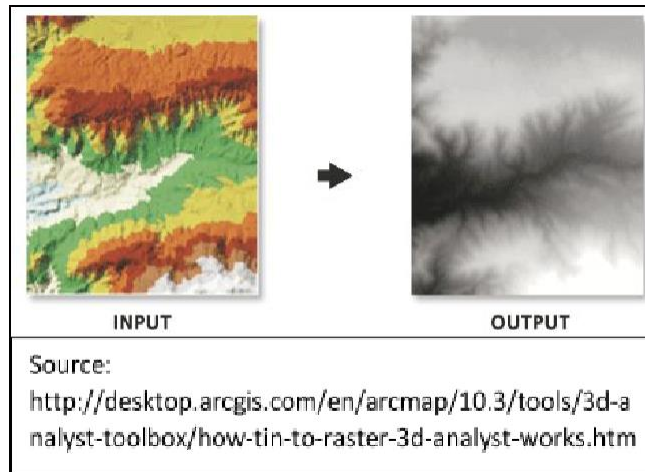 INPUT
OUTPUT
Source:
http://desktop.arcgis.com/en/arcmap/10.3/tools/3d-a
nalyst-toolbox/how-tin-to-raster-3d-analyst-works.htm